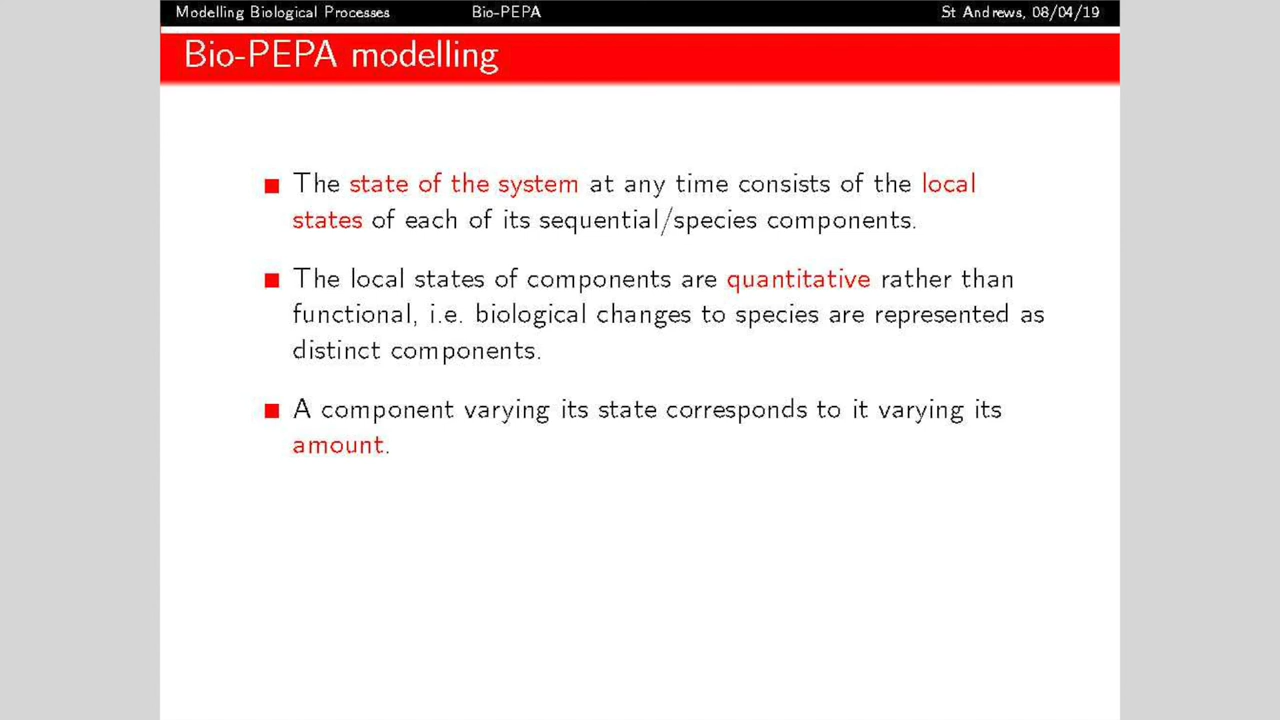 Modelling Biological Processes Bio-PEPA St Andrews, 08/04/19
Bio-PEPA modelling
The state of the system at any time consists of the local
states of each of its sequential/species components.
The local states of components are quantitative rather than
functional, i.e. biological changes to species are represented as
distinct components.
A component varying its state corresponds to it varying its
amount.